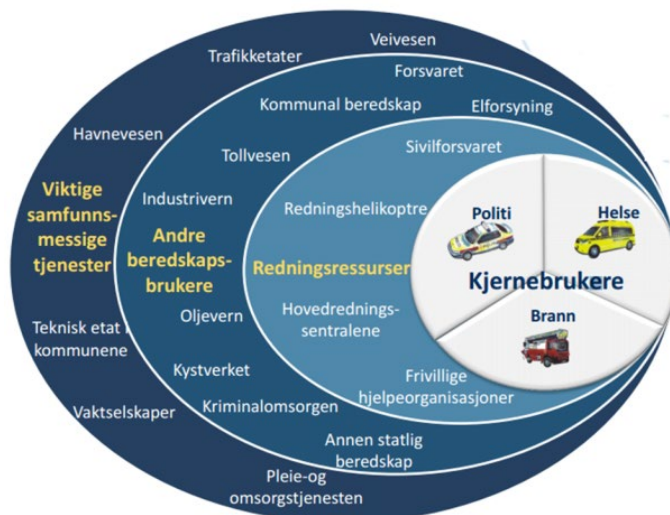 Veivesen
Trafikketater
Havnevesen
Viktige
samfunns-
messige
tjenester
Teknisk etat i
kommunene
Vaktselskaper
Pleie-og
omsorgstjenesten
Forsvaret
Kommunal beredskap
Elforsyning
Tollvesen
Industrivern
Andre
beredskaps-
brukere
Oljevern
Kystverket
Kriminalomsorgen
Annen statlig
beredskap
Sivilforsvaret
Redningshelikoptre
Redningsressurser
Hovedrednings-
sentralene
Frivillige
hjelpeorganisasjoner
Politi
Helse
Kjernebrukere
Brann